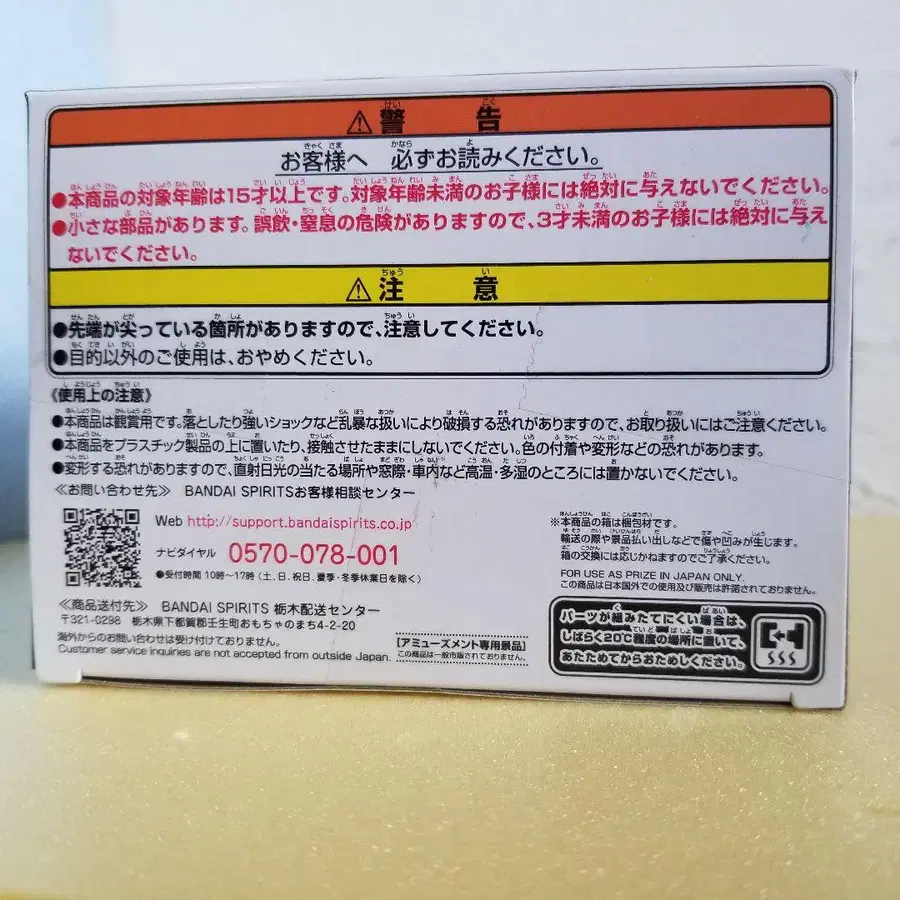 ⚠警告
お客様へ 必ずお読みください。
●本商品の対象年齢は15才以上です。対象年齢未満のお子様には絶対に与えないでください。
●小さな部品があります。誤飲・窒息の危険がありますので、3才未満のお子様には絶対に与え
ないでください。
⚠注意
●先端が尖っている箇所がありますので、注意してください。
●目的以外のご使用は、おやめください。
《使用上の注意》
●本商品は観賞用です。落としたり強いショックなど乱暴な扱いにより破損する恐れがありますので、お取り扱いにはご注意ください。
●本商品をプラスチック製品の上に置いたり、接触させたままにしないでください。色の付着や変形などの恐れがあります。
●変形する恐れがありますので、直射日光の当たる場所や窓際・車内など高温・多湿のところには置かないでください。
≪お問い合わせ先≫ BANDAI SPIRITSお客様相談センター
Web http://support.bandaispirits.co.jp
ナビダイヤル 0570-078-001
●受付時間 10時〜17時(土、日、祝日、夏季・冬季休業日を除く)
≪商品送付先≫ BANDAI SPIRITS 栃木配送センター
〒321-0298 栃木県下都賀郡壬生町おもちゃのまち4-2-20
海外からのお問い合わせは受け付けておりません。
Customer service inquiries are not accepted from outside Japan.
[アミューズメント専用景品]
この商品は一般市販されておりません。
※本商品の箱は梱包材です。
輸送の際や景品払い出しなどで傷や凹みが生じます。
箱の交換には応じかねますのでご了承ください。
FOR USE AS PRIZE IN JAPAN ONLY.
この商品は日本国外での使用及び販売は許諾されておりません。
パーツが組みたてにくい場合は、
しばらく20℃程度の場所に置いて、
あたためてからおためしください。